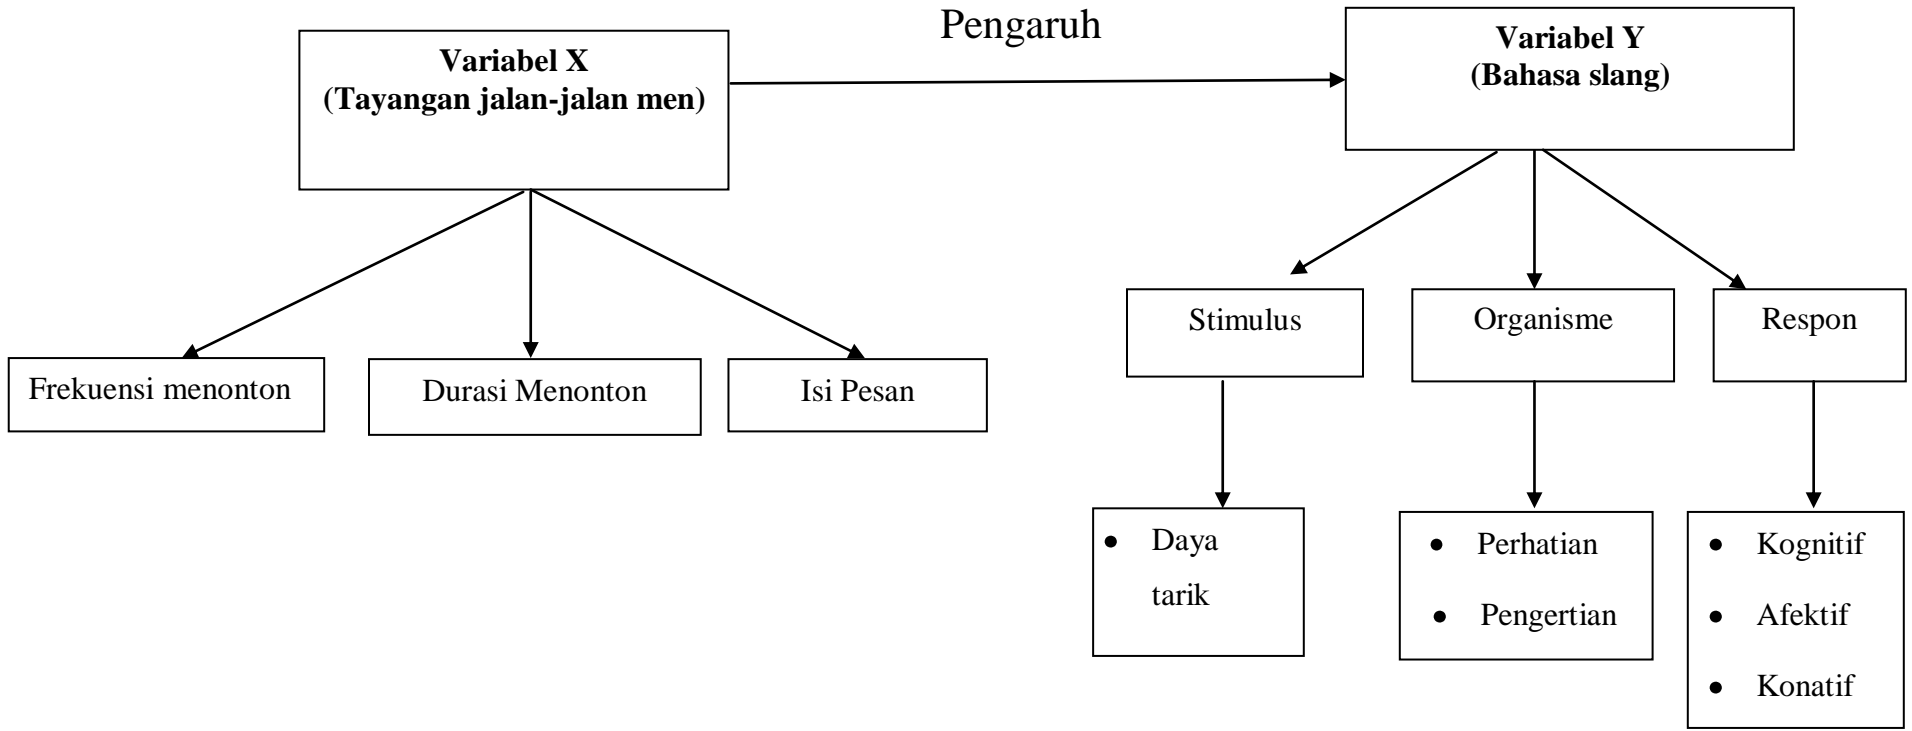 Pengaruh
Variabel X
(Tayangan jalan-jalan men)
Variabel Y
(Bahasa slang)
Frekuensi menonton
Durasi Menonton
Isi Pesan
Stimulus
Organisme
Respon
• Daya
tarik
• Perhatian
• Pengertian
• Kognitif
• Afektif
• Konatif